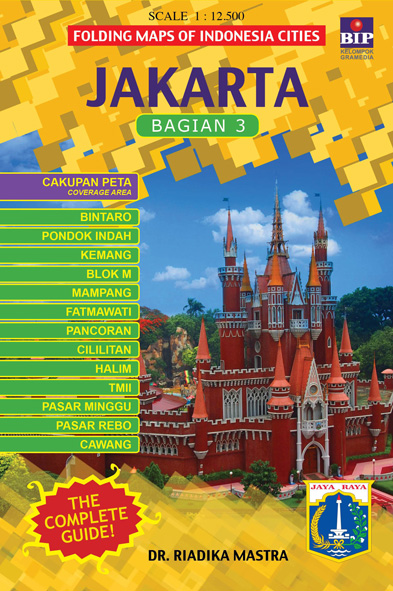 SCALE 1 : 12.500
FOLDING MAPS OF INDONESIA CITIES
BIP
KELOMPOK
GRAMEDIA
JAKARTA
BAGIAN 3
CAKUPAN PETA
COVERAGE AREA
BINTARO
PONDOK INDAH
KEMANG
BLOK M
MAMPANG
FATMAWATI
PANCORAN
CILILITAN
HALIM
TMII
PASAR MINGGU
PASAR REBO
CAWANG
THE
COMPLETE
GUIDE!
JAYA RAYA
DR. RIADIKA MASTRA